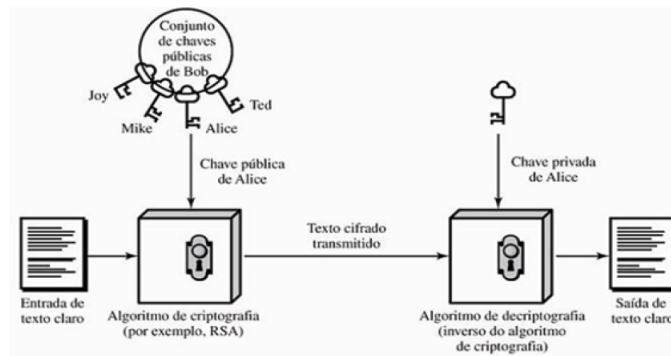 Conjunto
de chaves
públicas
de Bob
Joy
Mike
Alice
Ted
Chave pública
de Alice
Chave privada
de Alice
Texto cifrado
transmitido
Entrada de
texto claro
Algoritmo de criptografia
(por exemplo, RSA)
Algoritmo de decriptografia
(inverso do algoritmo
de criptografia)
Saída de
texto claro